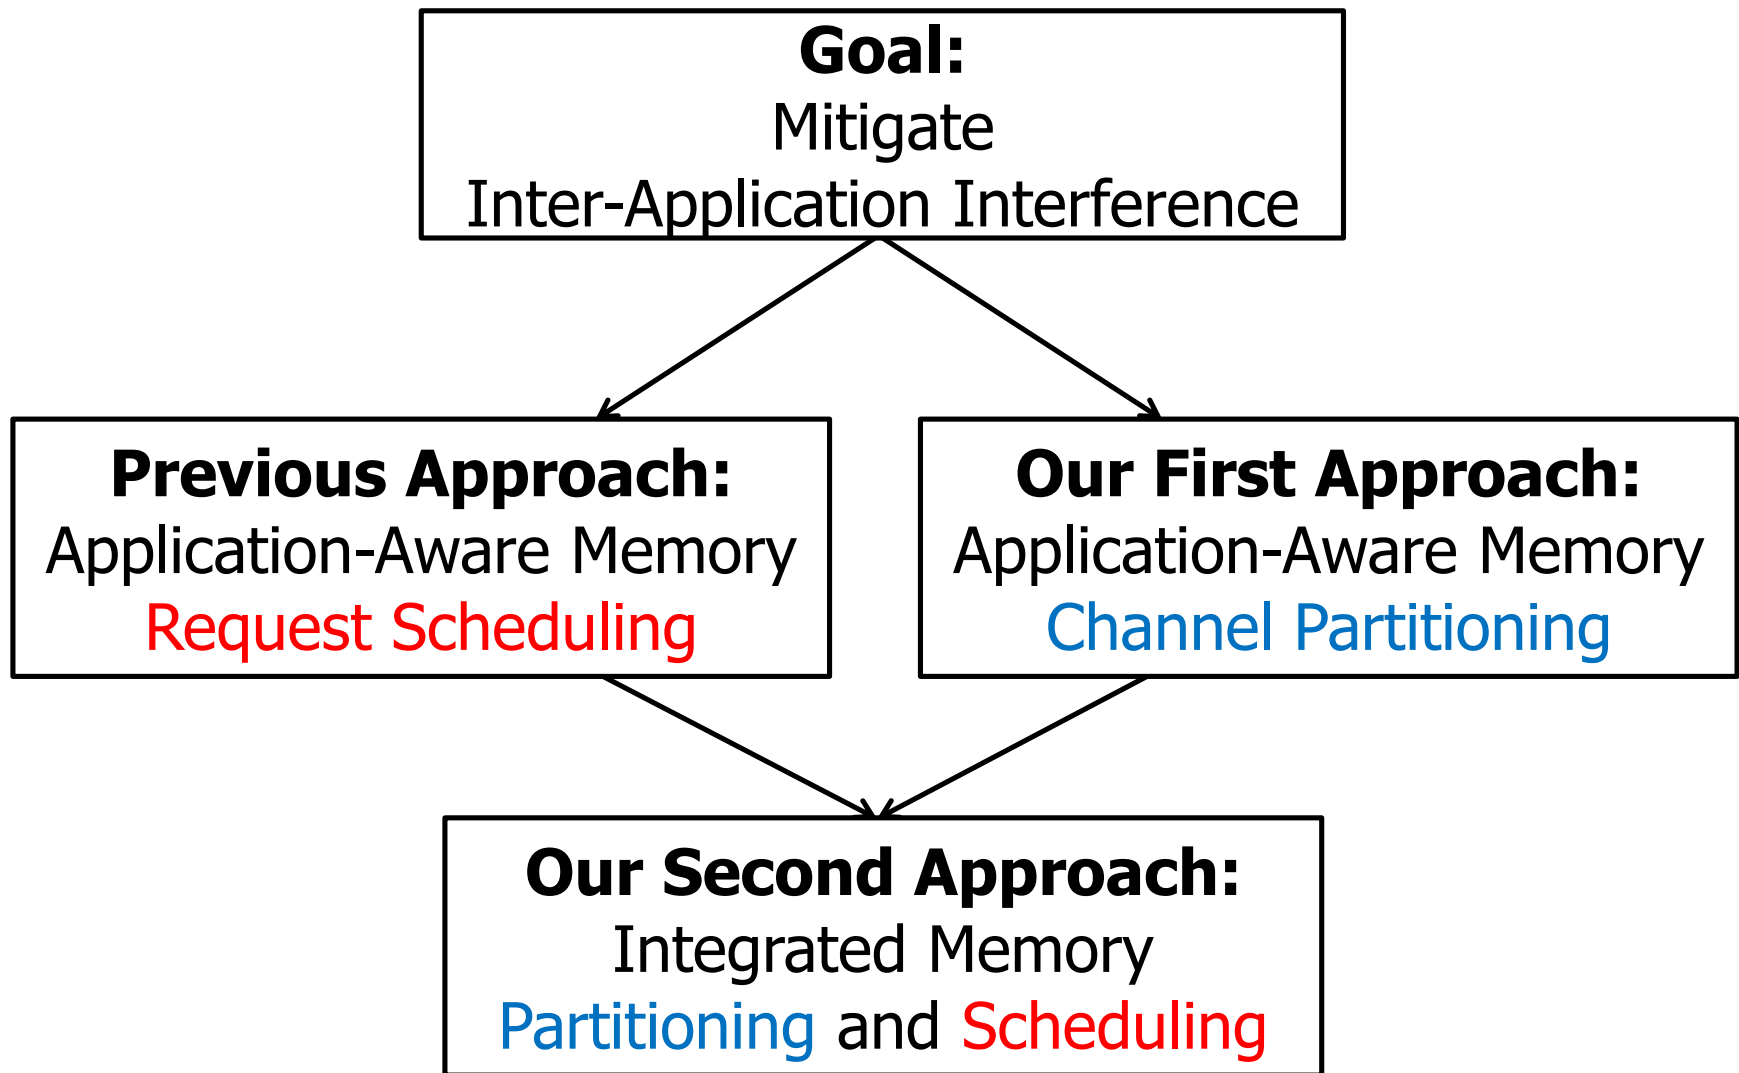 Goal:
Mitigate
Inter-Application Interference
Previous Approach:
Application-Aware Memory
Request Scheduling
Our First Approach:
Application-Aware Memory
Channel Partitioning
Our Second Approach:
Integrated Memory
Partitioning and Scheduling